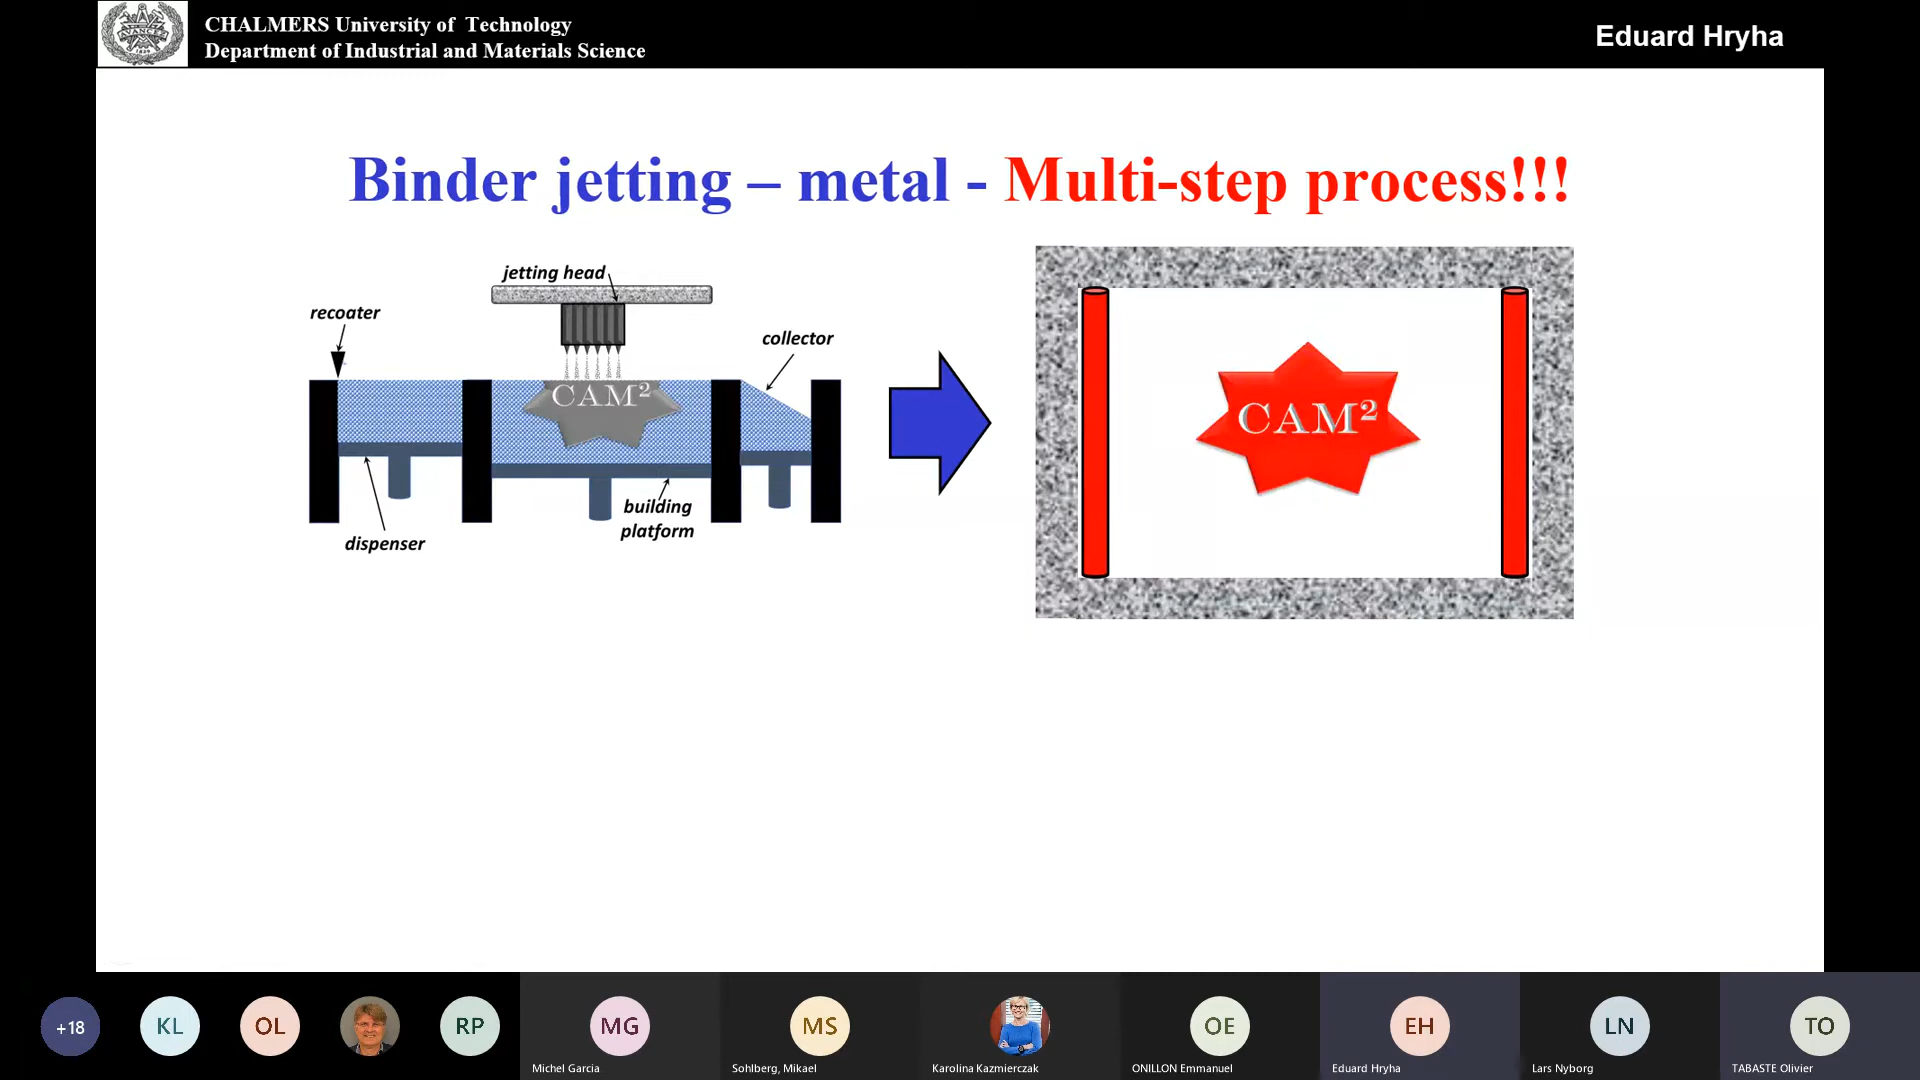 CHALMERS University of Technology
Department of Industrial and Materials Science
Eduard Hryha
Binder jetting – metal - Multi-step process!!!
jetting head
recoater
collector
CAM²
building
platform
dispenser
CAM²
+18
KL
OL
RP
MG
MS
OE
EH
LN
TO
Michel Garcia
Sohlberg, Mikael
Karolina Kazmierczak
ONILLON Emmanuel
Eduard Hryha
Lars Nyborg
TABASTE Olivier